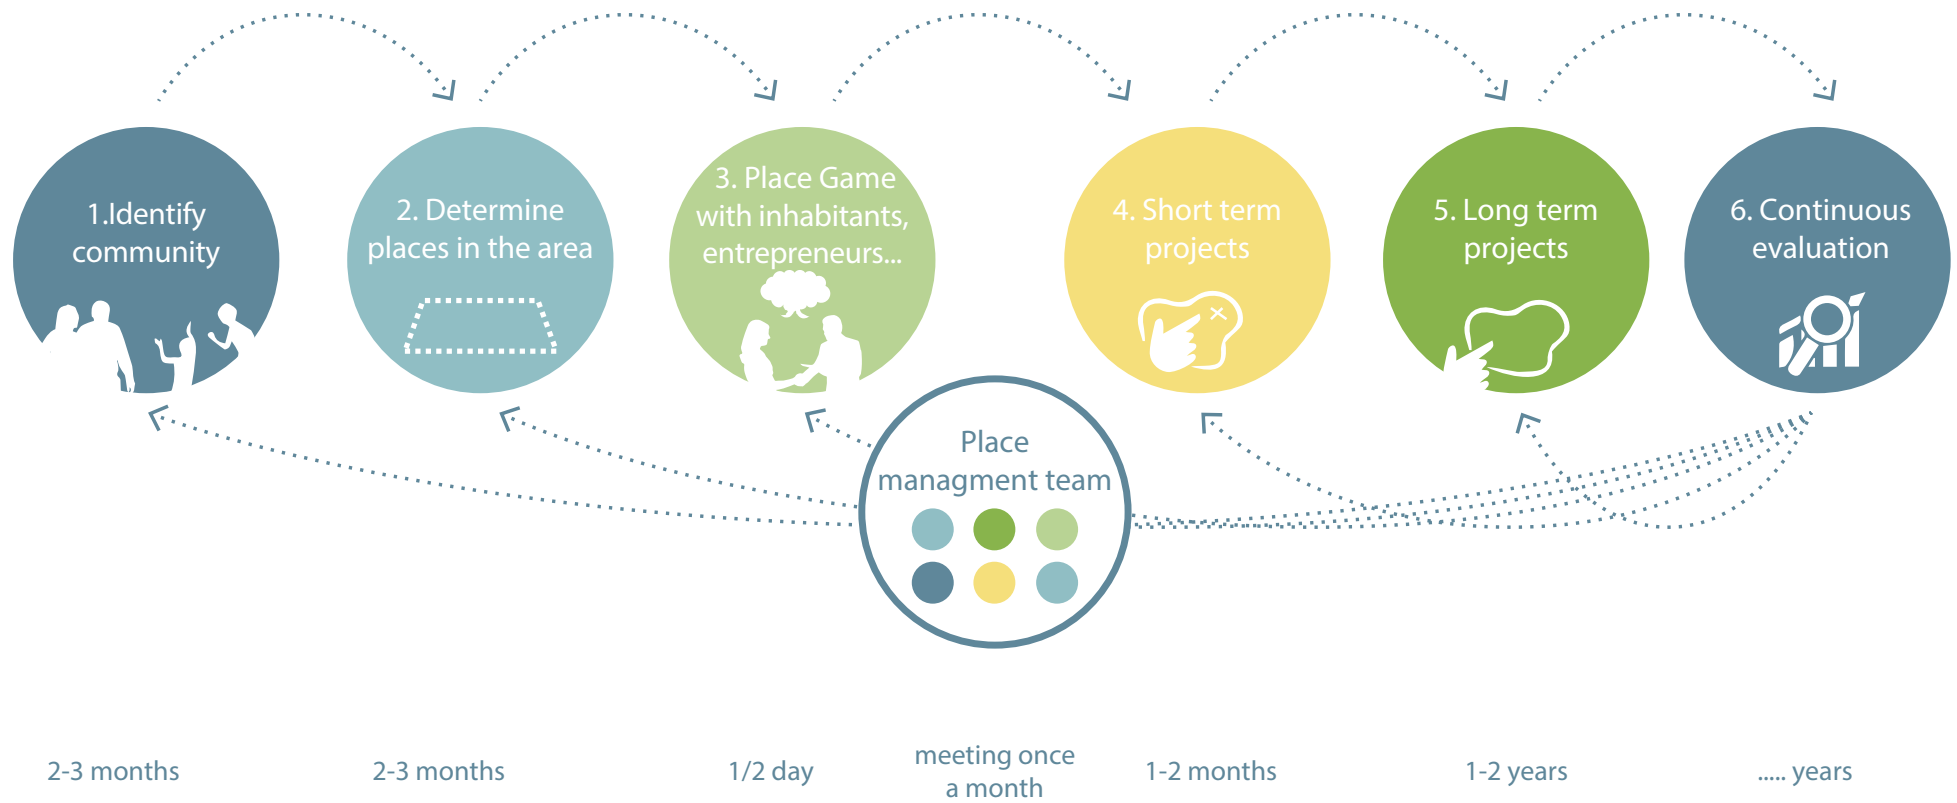 1.Identify
community
2. Determine
places in the area
3. Place Game
with inhabitants,
entrepreneurs...
4. Short term
projects
5. Long term
projects
6. Continuous
evaluation
Place
managment team
2-3 months
2-3 months
1/2 day
meeting once
a month
1-2 months
1-2 years
..... years